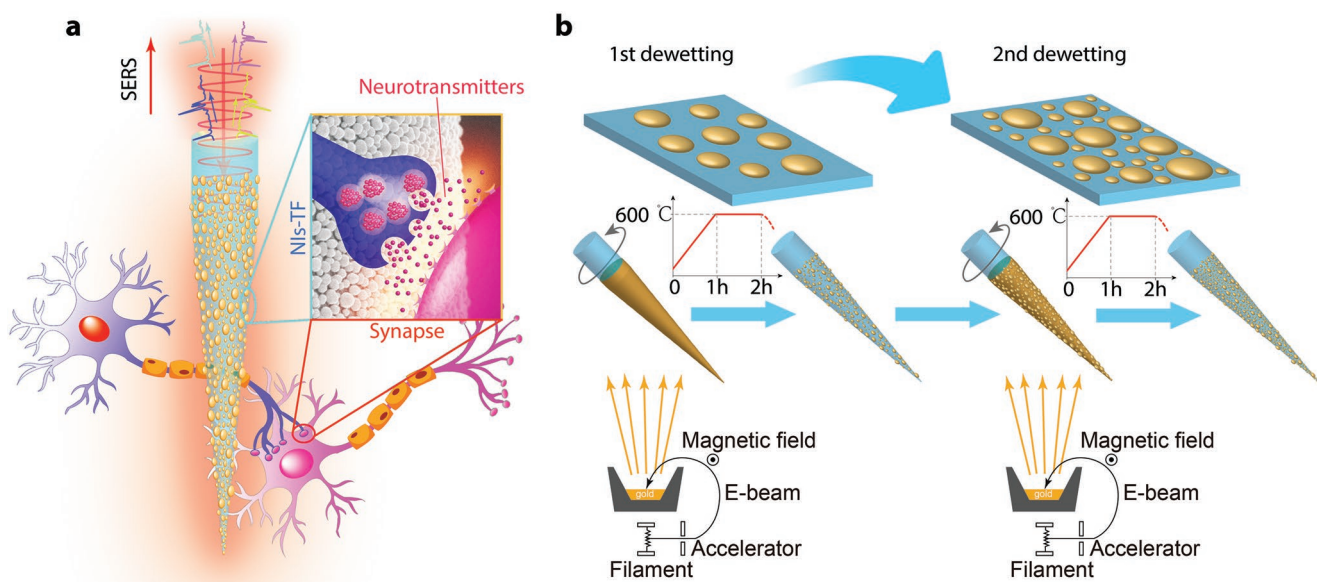 a
SERS
Neurotransmitters
NIs-TF
Synapse
b
1st dewetting
2nd dewetting
600 °C
0 1h 2h
600 °C
0 1h 2h
Magnetic field
gold
E-beam
Accelerator
Filament
Magnetic field
gold
E-beam
Accelerator
Filament